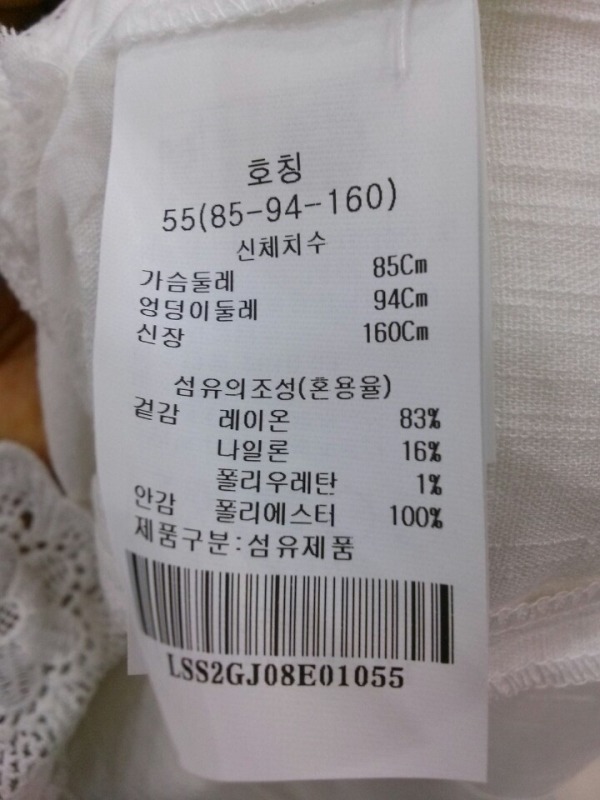 호칭
55(85-94-160)
신체치수
가슴둘레 85Cm
엉덩이둘레 94Cm
신장 160Cm
섬유의조성(혼용율)
겉감 레이온 83%
나일론 16%
폴리우레탄 1%
안감 폴리에스터 100%
제품구분:섬유제품
LSS2GJ08E01055